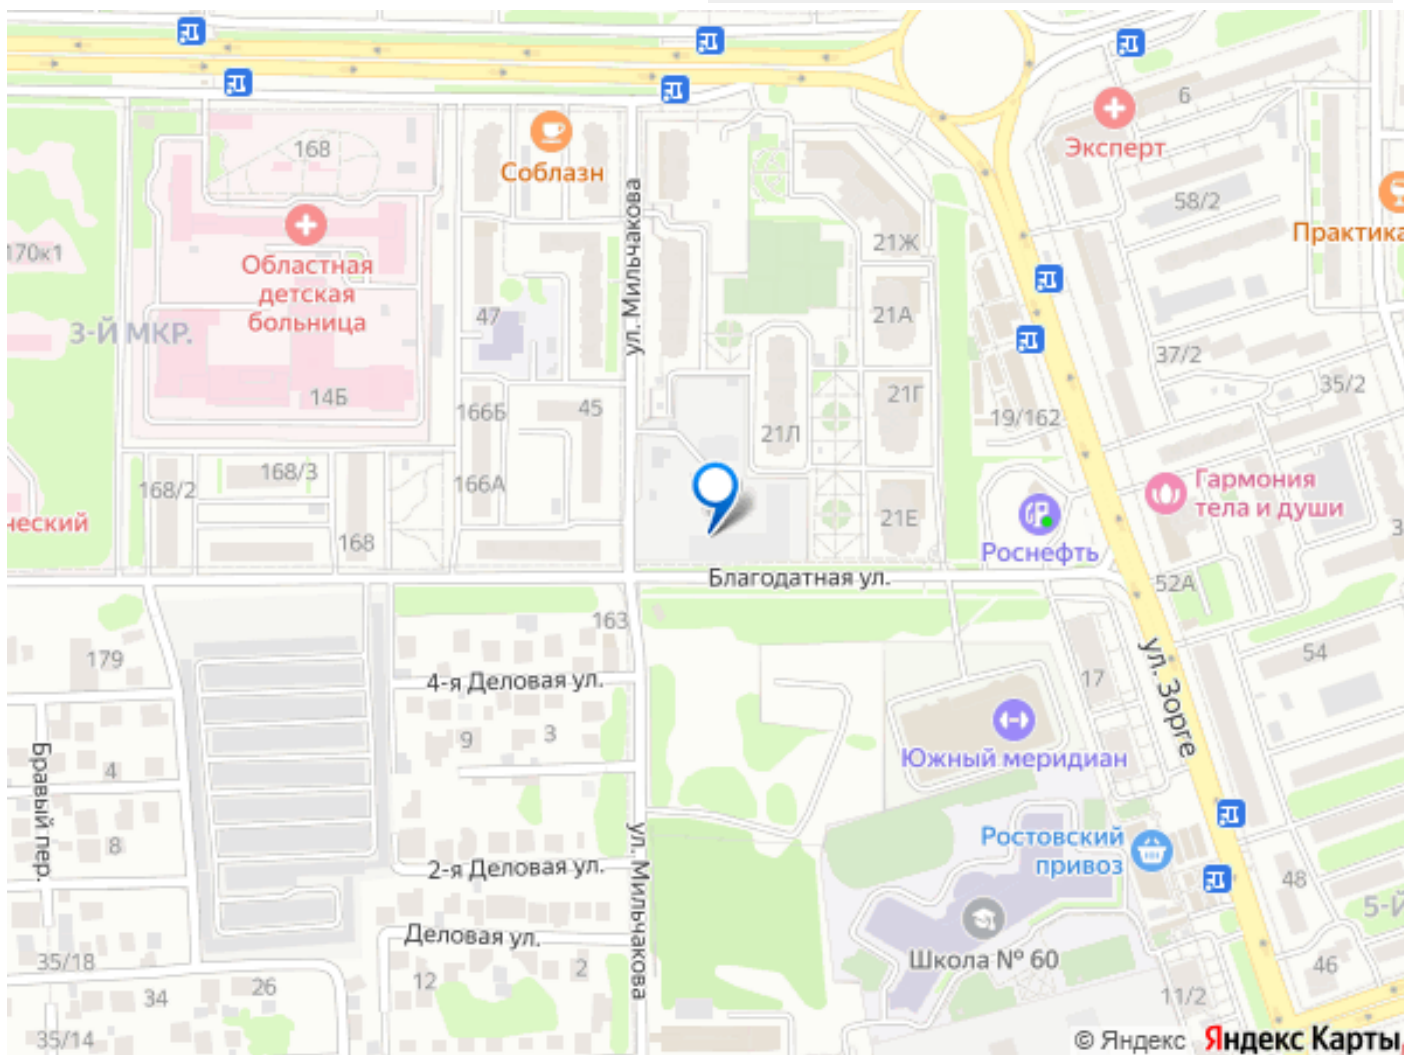 6
168
Соблазн
Эксперт
58/2
Практика
170к1
Областная
детская
больница
ул. Мильчакова
21Ж
3-Й МКР.
47
21А
37/2
35/2
14Б
166Б
45
21Г
19/162
21Л
168/3
168/2
166А
Гармония
тела и души
ческий
168
21Е
Роснефть
Благодатная ул.
52А
163
179
4-я Деловая ул.
17
ул. Зорге
54
9
3
Южный меридиан
Бравый пер.
4
8
2-я Деловая ул.
ул. Мильчакова
Ростовский
привоз
48
5-Й
Деловая ул.
Школа № 60
35/18
12
2
46
34
26
11/2
35/14
© Яндекс
Яндекс Карты